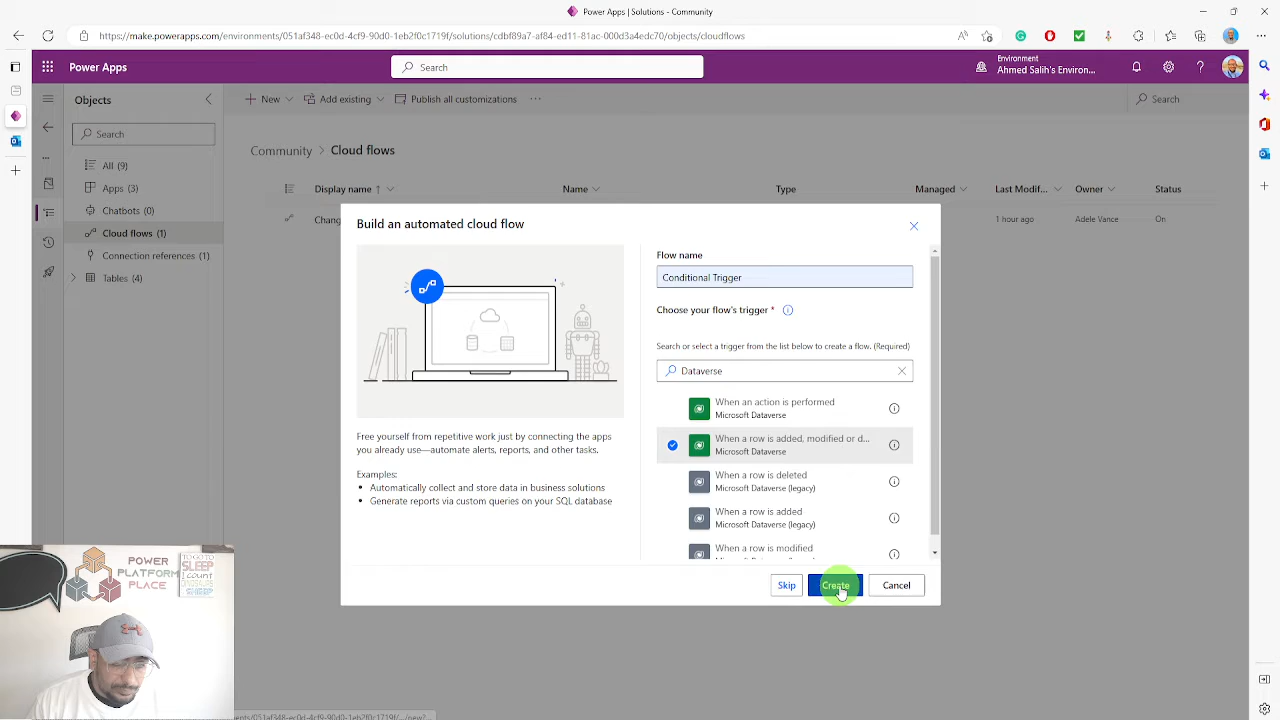 Power Apps | Solutions - Community
https://make.powerapps.com/environments/051af348-ec0d-4cf9-90d0-1eb2f0c1719f/solutions/cdbf89a7-af84-ed11-81ac-000d3a4edc70/objects/cloudflows
Power Apps
Search
Environment
Ahmed Salih's Environ...
Objects
New
Add existing
Publish all customizations
Search
Search
All (9)
Apps (3)
Chatbots (0)
Cloud flows (1)
Connection references (1)
Tables (4)
Community > Cloud flows
Display name ↑ Name Type Managed Last Modif... Owner Status
Chang
1 hour ago Adele Vance On
Build an automated cloud flow
Free yourself from repetitive work just by connecting the apps
you already use—automate alerts, reports, and other tasks.
Examples:
• Automatically collect and store data in business solutions
• Generate reports via custom queries on your SQL database
Flow name
Conditional Trigger
Choose your flow's trigger *
Search or select a trigger from the list below to create a flow. (Required)
Dataverse
When an action is performed
Microsoft Dataverse
When a row is added, modified or d...
Microsoft Dataverse
When a row is deleted
Microsoft Dataverse (legacy)
When a row is added
Microsoft Dataverse (legacy)
When a row is modified
Skip
Create
Cancel
POWER
PLATFORM
PLACE
TO GO TO
SLEEP
I count